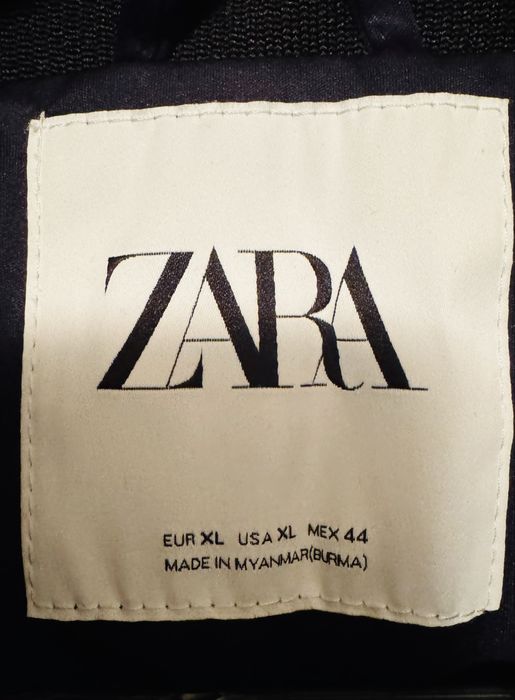 ZARA
EUR XL USA XL MEX 44
MADE IN MYANMAR(BURMA)